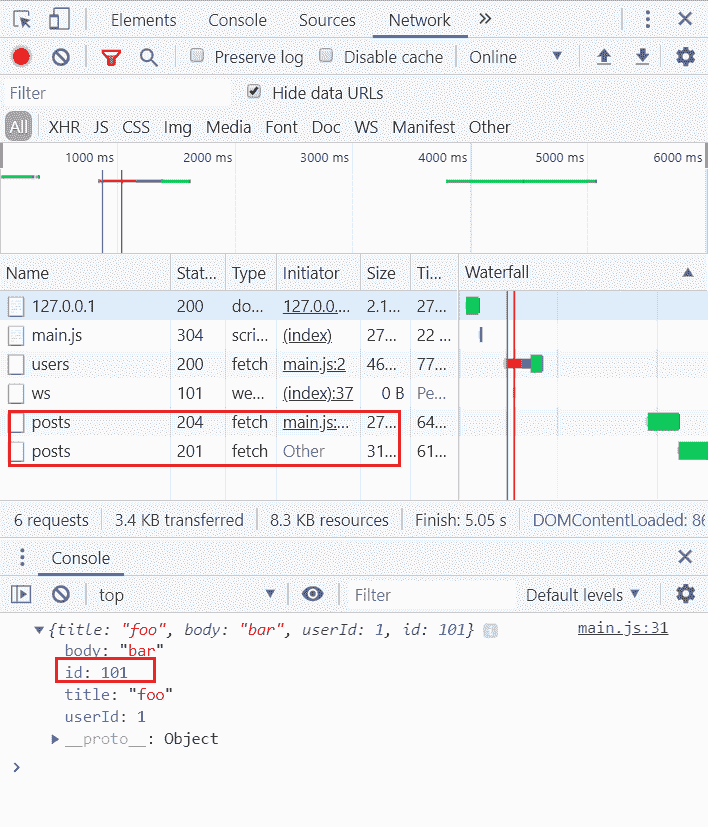 Elements Console Sources Network »
Preserve log Disable cache Online
Filter Hide data URLs
All XHR JS CSS Img Media Font Doc WS Manifest Other
1000 ms 2000 ms 3000 ms 4000 ms 5000 ms 6000 ms
Name Stat... Type Initiator Size Ti... Waterfall
127.0.0.1 200 do... 127.0.0.... 2.1... 27...
main.js 304 scri... (index) 27... 22 ...
users 200 fetch main.js:2 46... 77...
ws 101 we... (index):37 0 B Pe...
posts 204 fetch main.js:... 27... 64...
posts 201 fetch Other 31... 61...
6 requests 3.4 KB transferred 8.3 KB resources Finish: 5.05 s DOMContentLoaded: 86
Console
top Filter Default levels
{title: "foo", body: "bar", userId: 1, id: 101} i main.js:31
body: "bar"
id: 101
title: "foo"
userId: 1
__proto__: Object
>